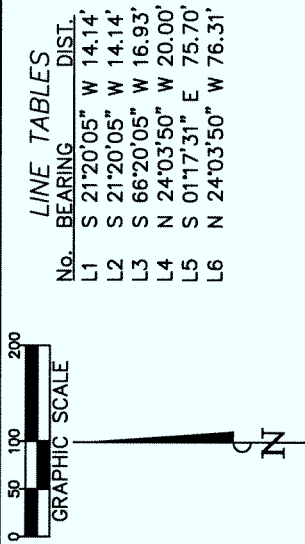 LINE TABLES
No. BEARING DIST.
L1 S 21°20'05" W 14.14'
L2 S 21°20'05" W 14.14'
L3 S 66°20'05" W 16.93'
L4 N 24°03'50" W 20.00'
L5 S 01°17'31" E 75.70'
L6 N 24°03'50" W 76.31'
0 50 100 200
GRAPHIC SCALE
N